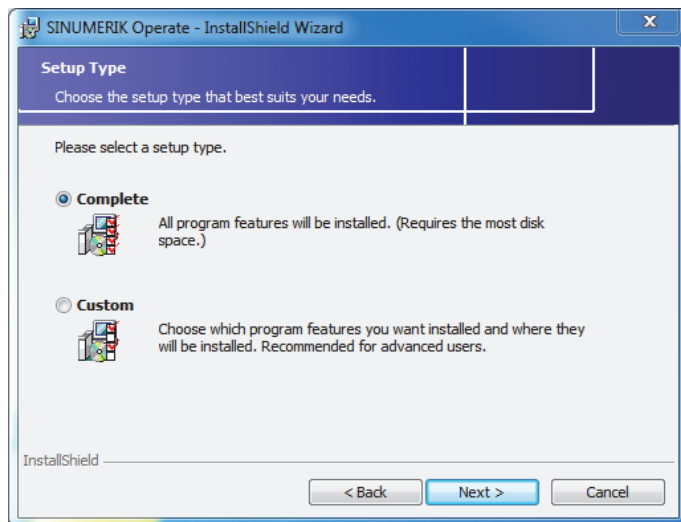 SINUMERIK Operate - InstallShield Wizard
X
Setup Type
Choose the setup type that best suits your needs.
Please select a setup type.
Complete
All program features will be installed. (Requires the most disk
space.)
Custom
Choose which program features you want installed and where they
will be installed. Recommended for advanced users.
InstallShield
< Back
Next >
Cancel